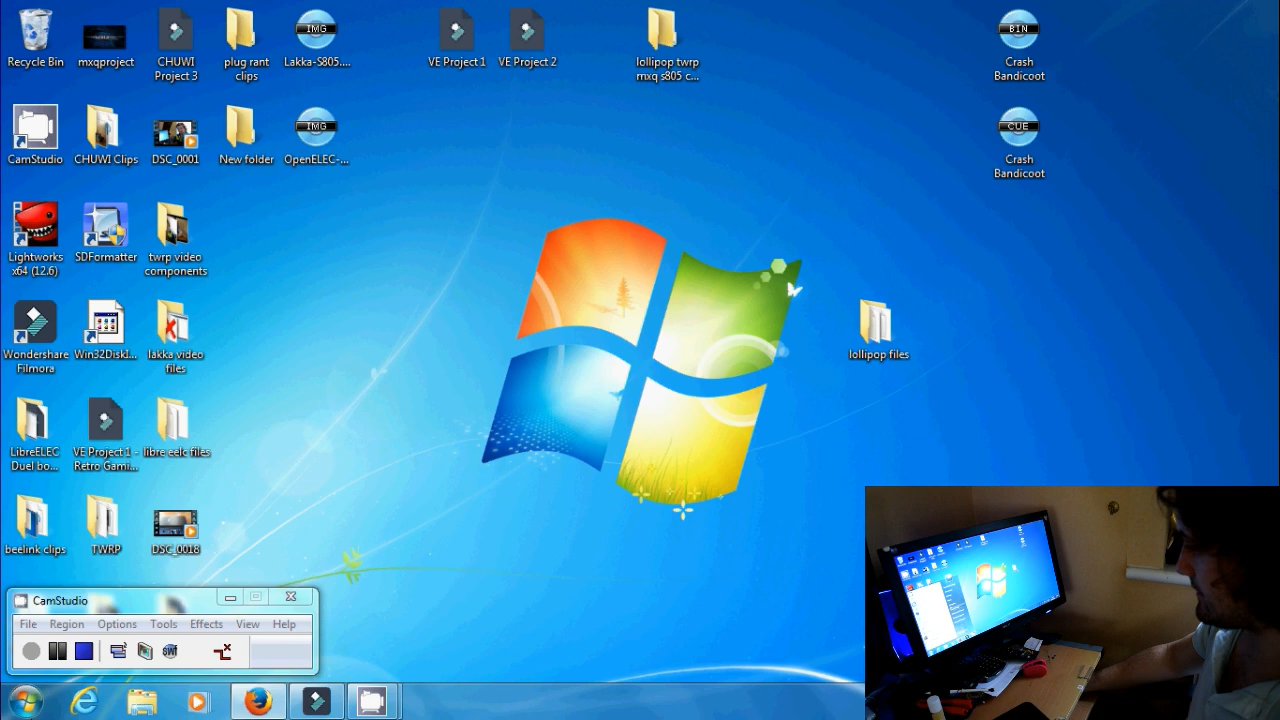 IMG
BIN
Recycle Bin
mxqproject
CHUWI
Project 3
plug rant
clips
Lakka-S805....
VE Project 1
VE Project 2
lollipop twrp
mxq s805 c...
Crash
Bandicoot
IMG
CUE
CamStudio
CHUWI Clips
DSC_0001
New folder
OpenELEC-...
Crash
Bandicoot
Lightworks
x64 (12.6)
SDFormatter
twrp video
components
Wondershare
Filmora
Win32DiskI...
lakka video
files
lollipop files
LibreELEC
Duel bo...
VE Project 1 -
Retro Gami...
libre eelc files
beelink clips
TWRP
DSC_0018
CamStudio
File Region Options Tools Effects View Help
SWF